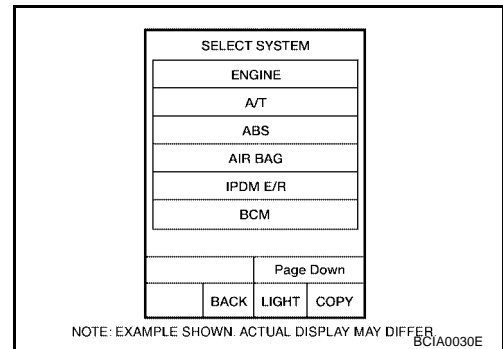 SELECT SYSTEM
ENGINE
A/T
ABS
AIR BAG
IPDM E/R
BCM
Page Down
BACK LIGHT COPY
NOTE: EXAMPLE SHOWN. ACTUAL DISPLAY MAY DIFFER.
BCIA0030E